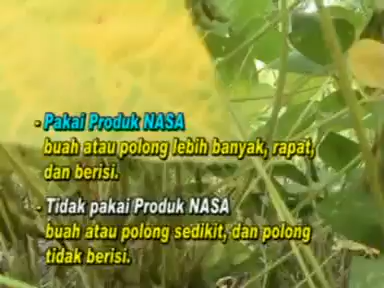 - Pakai Produk NASA
buah atau polong lebih banyak, rapat,
dan berisi.
- Tidak pakai Produk NASA
buah atau polong sedikit, dan polong
tidak berisi.